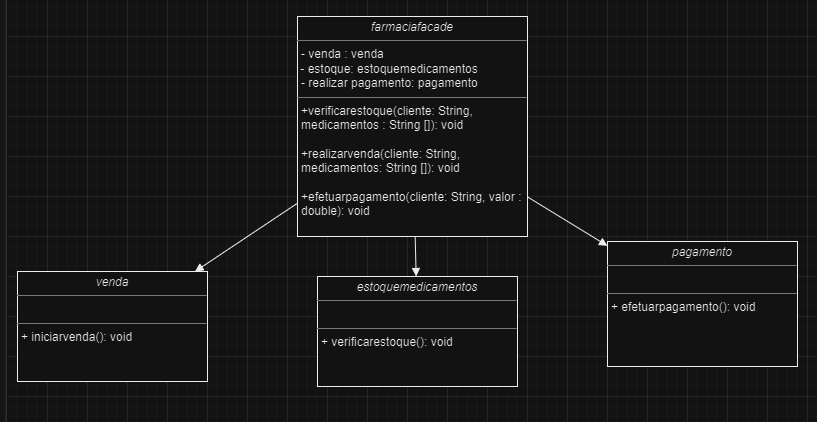 farmaciafacade
- venda : venda
- estoque: estoquemedicamentos
- realizar pagamento: pagamento
+verificarestoque(cliente: String,
medicamentos : String []): void
+realizarvenda(cliente: String,
medicamentos: String []): void
+efetuarpagamento(cliente: String, valor :
double): void
venda
+ iniciarvenda(): void
estoquemedicamentos
+ verificarestoque(): void
pagamento
+ efetuarpagamento(): void